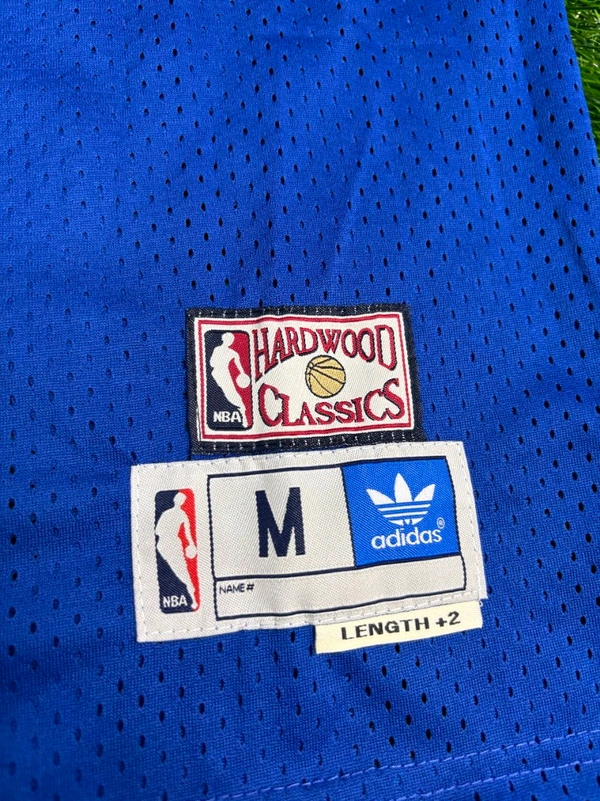 HARDWOOD
CLASSICS
NBA
M
adidas®
NBA
NAME#
LENGTH +2